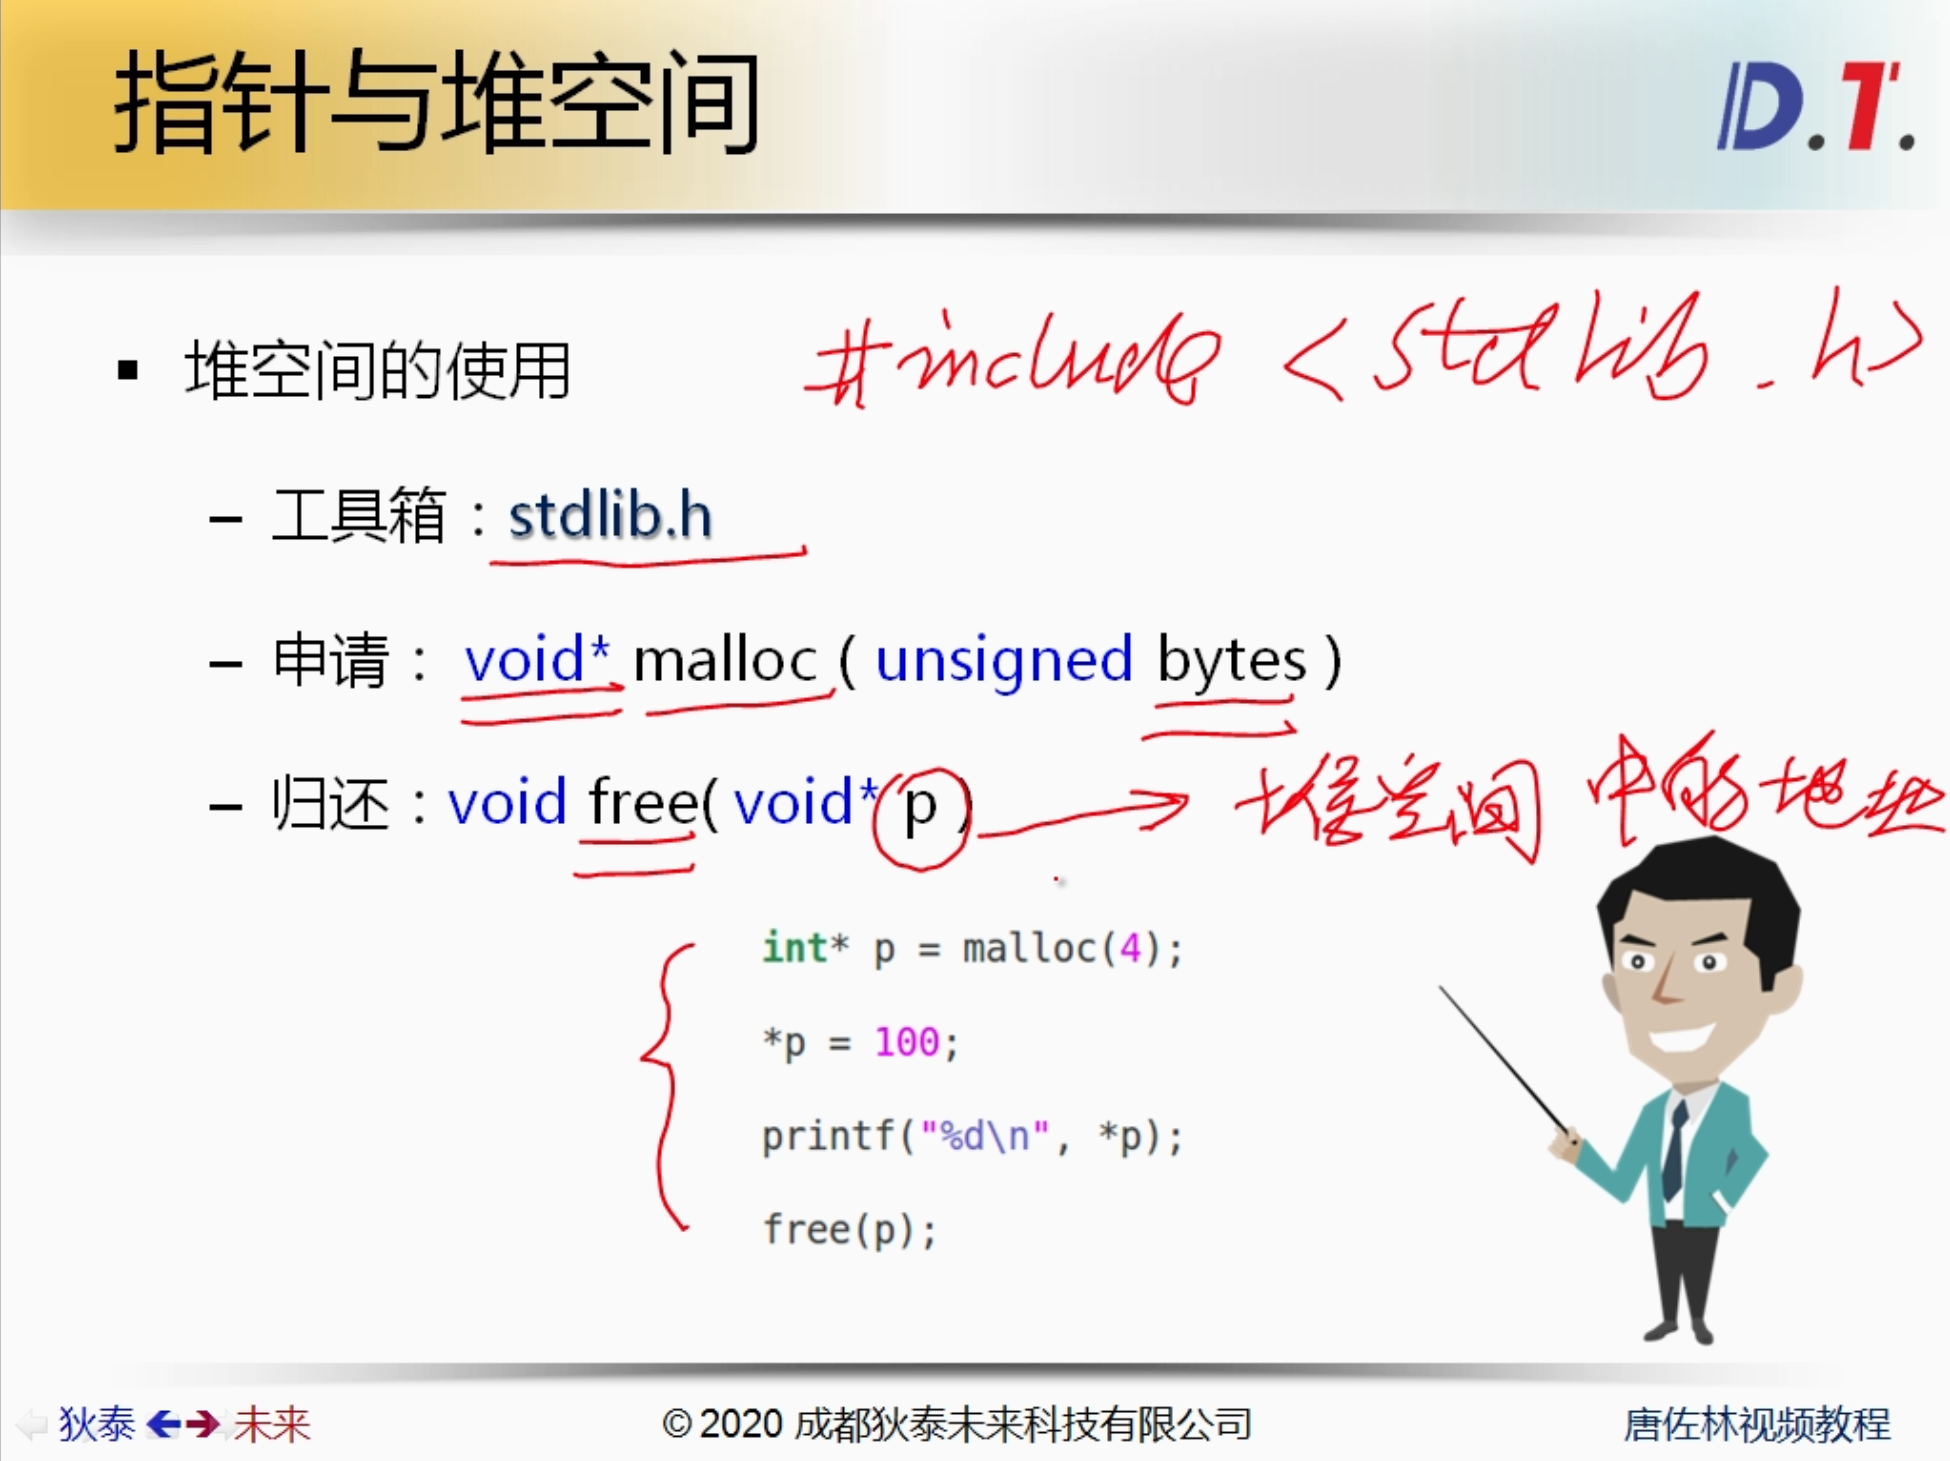 指针与堆空间
D.T.
▪ 堆空间的使用
#include <stdlib.h>
– 工具箱：stdlib.h
– 申请： void* malloc ( unsigned bytes )
– 归还：void free( void* p )
堆空间中的地址
int* p = malloc(4);
*p = 100;
printf("%d\n", *p);
free(p);
狄泰 未来
© 2020 成都狄泰未来科技有限公司
唐佐林视频教程